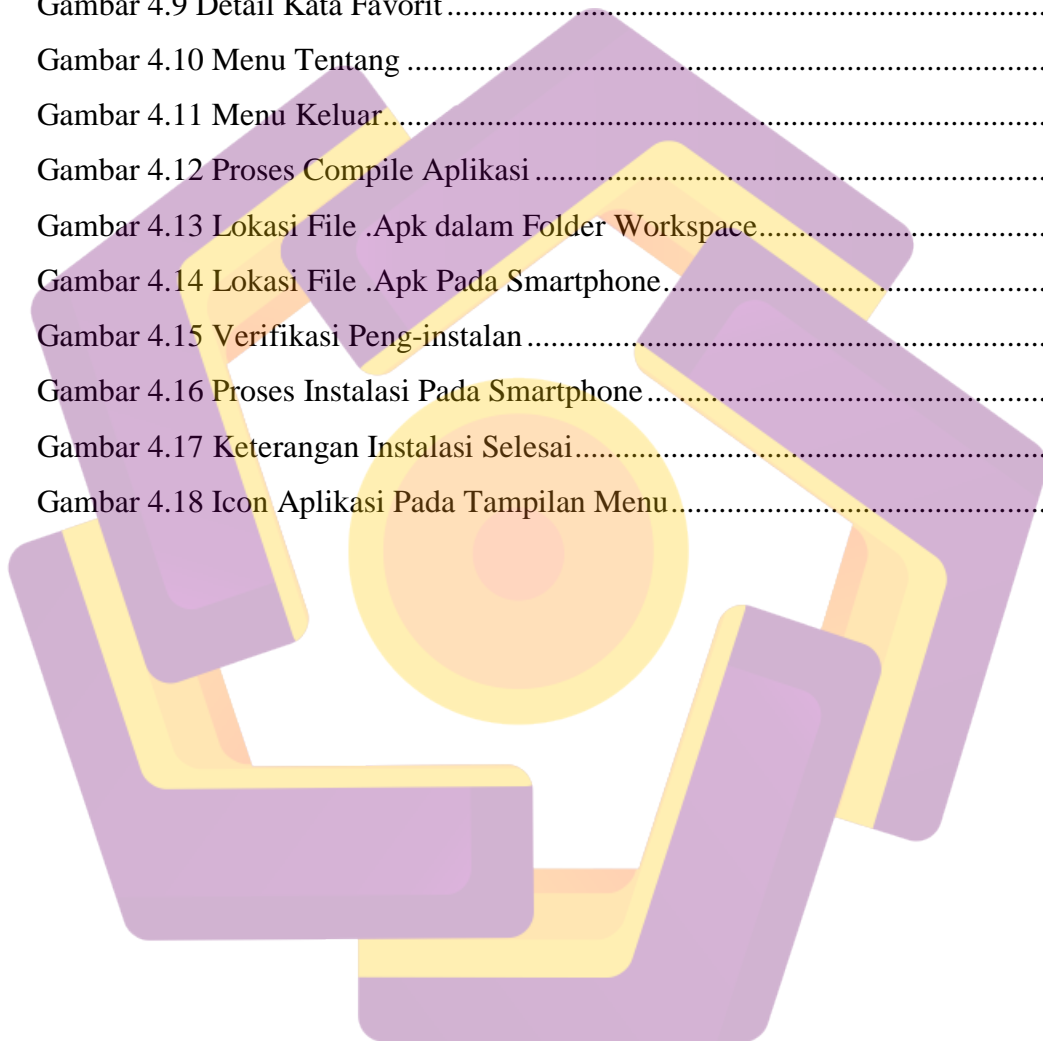 Gambar 4.9 Detail Kata Favorit........................................................................
Gambar 4.10 Menu Tentang .............................................................................
Gambar 4.11 Menu Keluar................................................................................
Gambar 4.12 Proses Compile Aplikasi .............................................................
Gambar 4.13 Lokasi File .Apk dalam Folder Workspace...................................
Gambar 4.14 Lokasi File .Apk Pada Smartphone..............................................
Gambar 4.15 Verifikasi Peng-instalan ..............................................................
Gambar 4.16 Proses Instalasi Pada Smartphone ................................................
Gambar 4.17 Keterangan Instalasi Selesai.........................................................
Gambar 4.18 Icon Aplikasi Pada Tampilan Menu.............................................